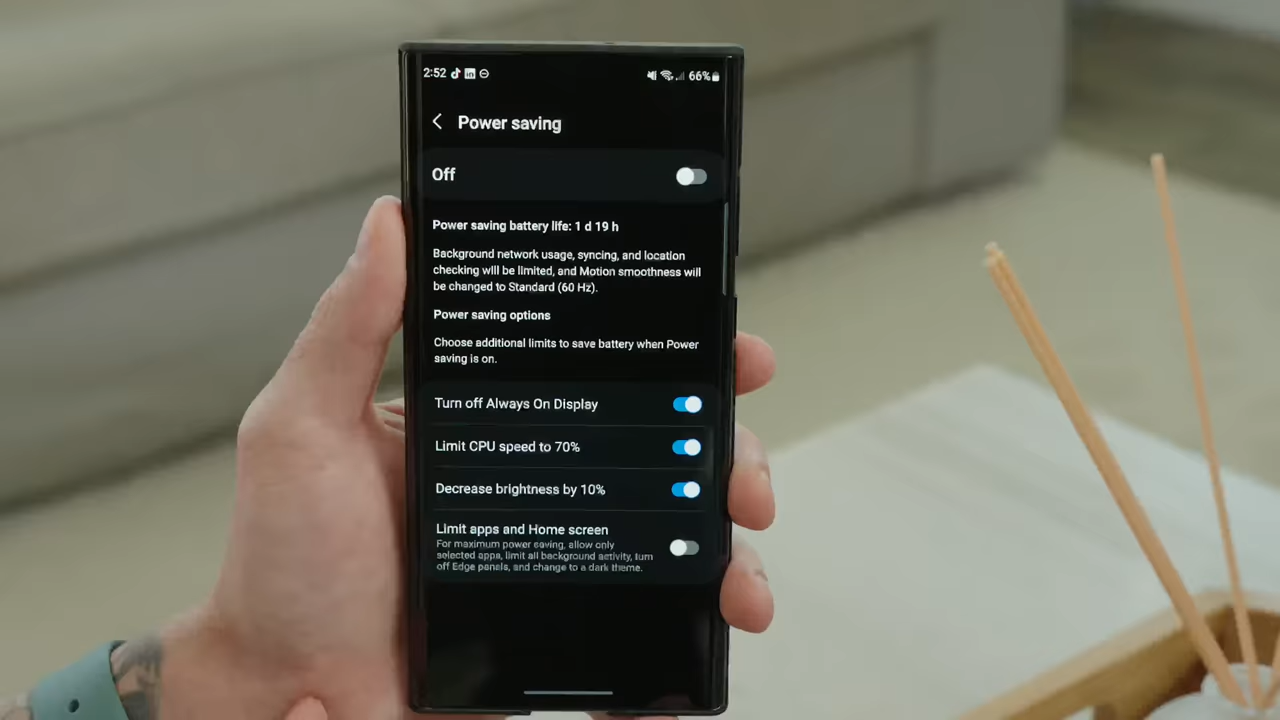 2:52
66%
Power saving
Off
Power saving battery life: 1 d 19 h
Background network usage, syncing, and location
checking will be limited, and Motion smoothness will
be changed to Standard (60 Hz).
Power saving options
Choose additional limits to save battery when Power
saving is on.
Turn off Always On Display
Limit CPU speed to 70%
Decrease brightness by 10%
Limit apps and Home screen
For maximum power saving, allow only
selected apps, limit all background activity, turn
off Edge panels, and change to a dark theme.